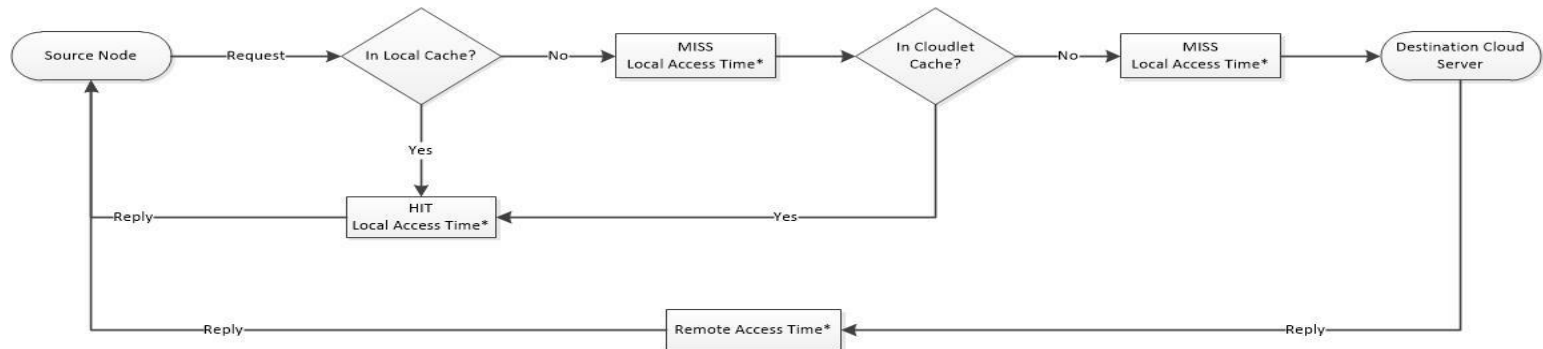 Source Node
Request
In Local Cache?
No
MISS
Local Access Time*
In Cloudlet
Cache?
No
MISS
Local Access Time*
Destination Cloud
Server
Yes
HIT
Local Access Time*
Reply
Yes
Reply
Remote Access Time*
Reply